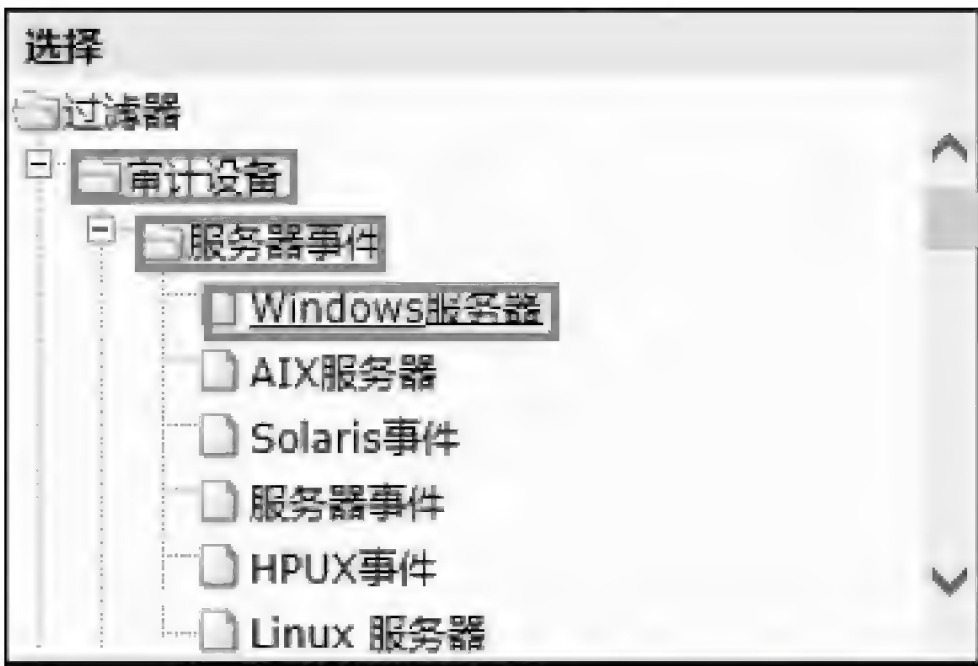 选择
过滤器
审计设备
服务器事件
Windows服务器
AIX服务器
Solaris事件
服务器事件
HPUX事件
Linux 服务器